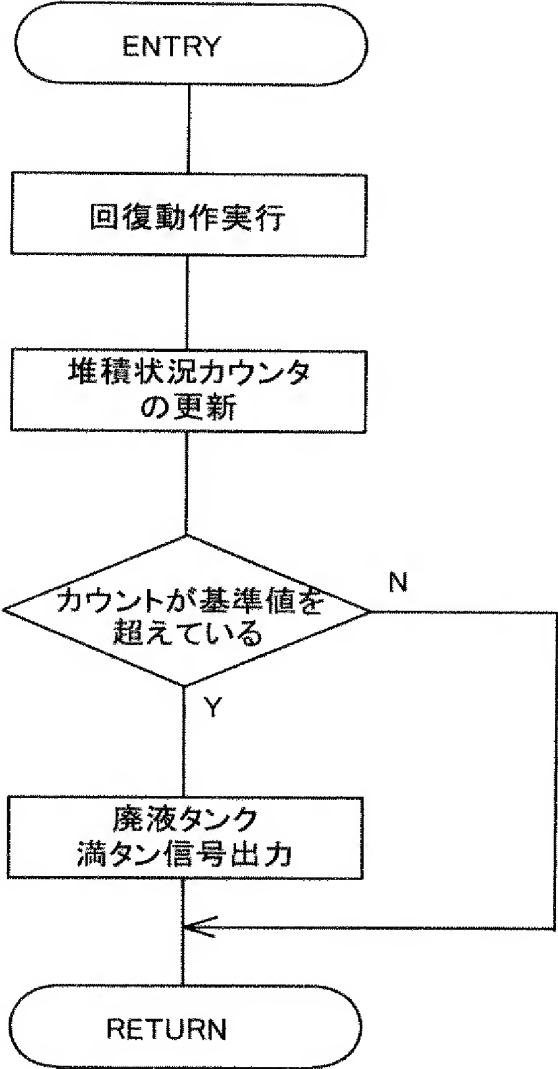 ENTRY
回復動作実行
堆積状況カウンタ
の更新
カウントが基準値を
超えている
N
Y
廃液タンク
満タン信号出力
RETURN